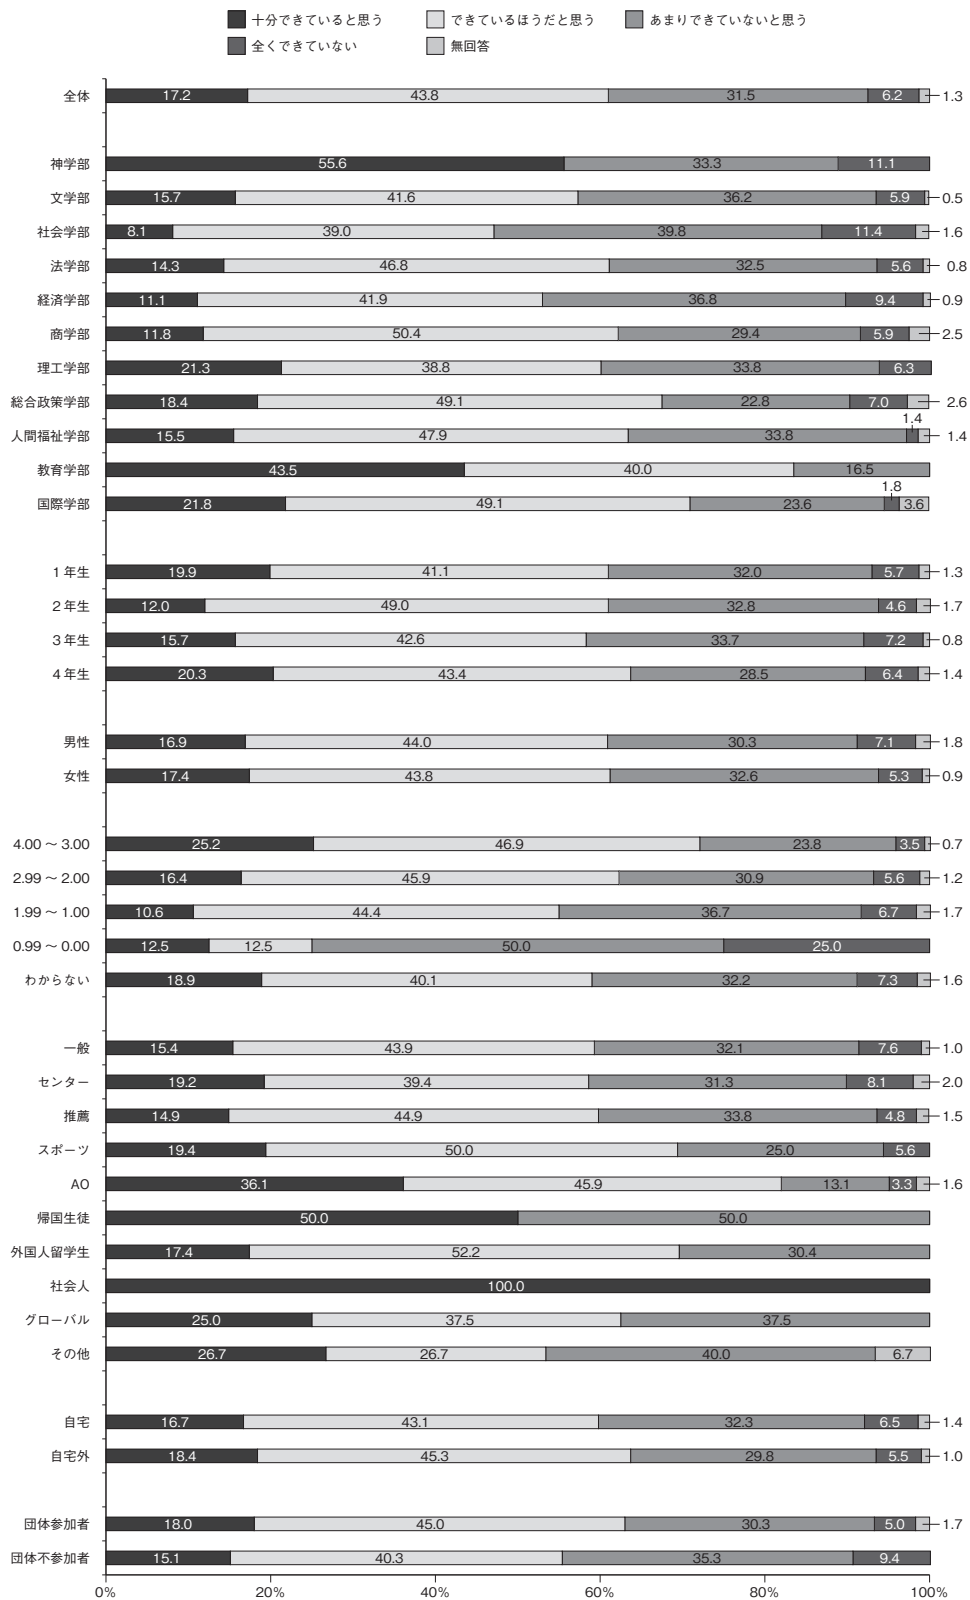 十分できていると思う できているほうだと思う あまりできていないと思う
全くできていない 無回答
全体 17.2 43.8 31.5 6.2 1.3
神学部 55.6 33.3 11.1
文学部 15.7 41.6 36.2 5.9 0.5
社会学部 8.1 39.0 39.8 11.4 1.6
法学部 14.3 46.8 32.5 5.6 0.8
経済学部 11.1 41.9 36.8 9.4 0.9
商学部 11.8 50.4 29.4 5.9 2.5
理工学部 21.3 38.8 33.8 6.3
総合政策学部 18.4 49.1 22.8 7.0 2.6
人間福祉学部 15.5 47.9 33.8 1.4 1.4
教育学部 43.5 40.0 16.5
国際学部 21.8 49.1 23.6 1.8 3.6
1年生 19.9 41.1 32.0 5.7 1.3
2年生 12.0 49.0 32.8 4.6 1.7
3年生 15.7 42.6 33.7 7.2 0.8
4年生 20.3 43.4 28.5 6.4 1.4
男性 16.9 44.0 30.3 7.1 1.8
女性 17.4 43.8 32.6 5.3 0.9
4.00 ～ 3.00 25.2 46.9 23.8 3.5 0.7
2.99 ～ 2.00 16.4 45.9 30.9 5.6 1.2
1.99 ～ 1.00 10.6 44.4 36.7 6.7 1.7
0.99 ～ 0.00 12.5 12.5 50.0 25.0
わからない 18.9 40.1 32.2 7.3 1.6
一般 15.4 43.9 32.1 7.6 1.0
センター 19.2 39.4 31.3 8.1 2.0
推薦 14.9 44.9 33.8 4.8 1.5
スポーツ 19.4 50.0 25.0 5.6
AO 36.1 45.9 13.1 3.3 1.6
帰国生徒 50.0 50.0
外国人留学生 17.4 52.2 30.4
社会人 100.0
グローバル 25.0 37.5 37.5
その他 26.7 26.7 40.0 6.7
自宅 16.7 43.1 32.3 6.5 1.4
自宅外 18.4 45.3 29.8 5.5 1.0
団体参加者 18.0 45.0 30.3 5.0 1.7
団体不参加者 15.1 40.3 35.3 9.4
0% 20% 40% 60% 80% 100%